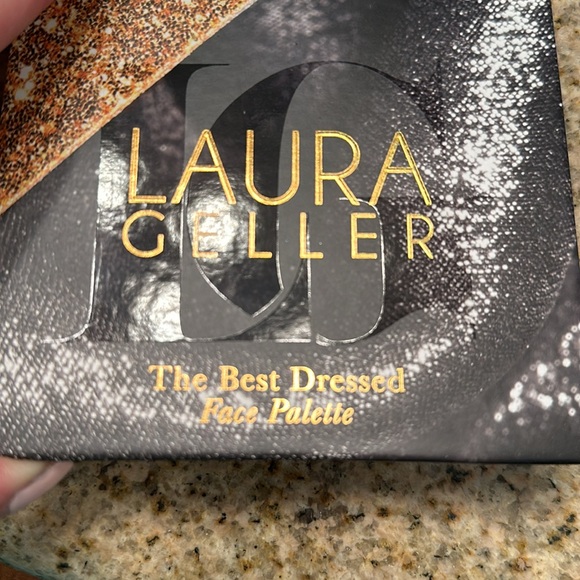 LAURA
GELLER
The Best Dressed
Face Palette